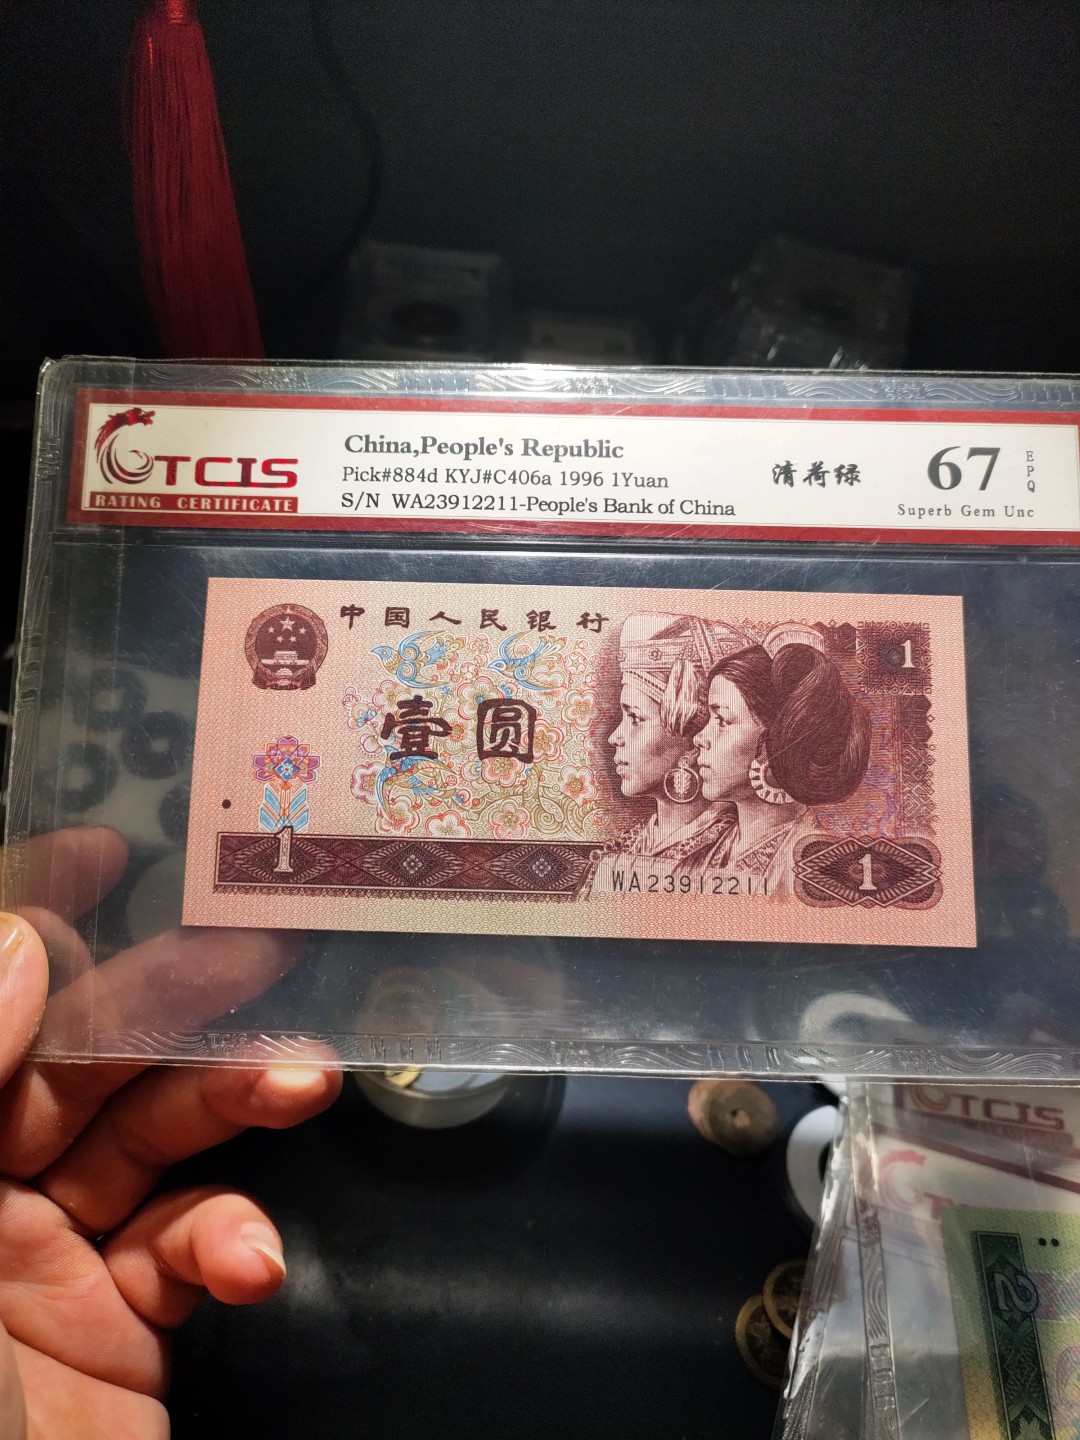 TCIS
RATING CERTIFICATE
China,People's Republic
Pick#884d KYJ#C406a 1996 1Yuan
S/N WA23912211-People's Bank of China
清荷绿
67
EPQ
Superb Gem Unc
中国人民银行
1
壹圆
1
WA23912211
1
TCIS
2